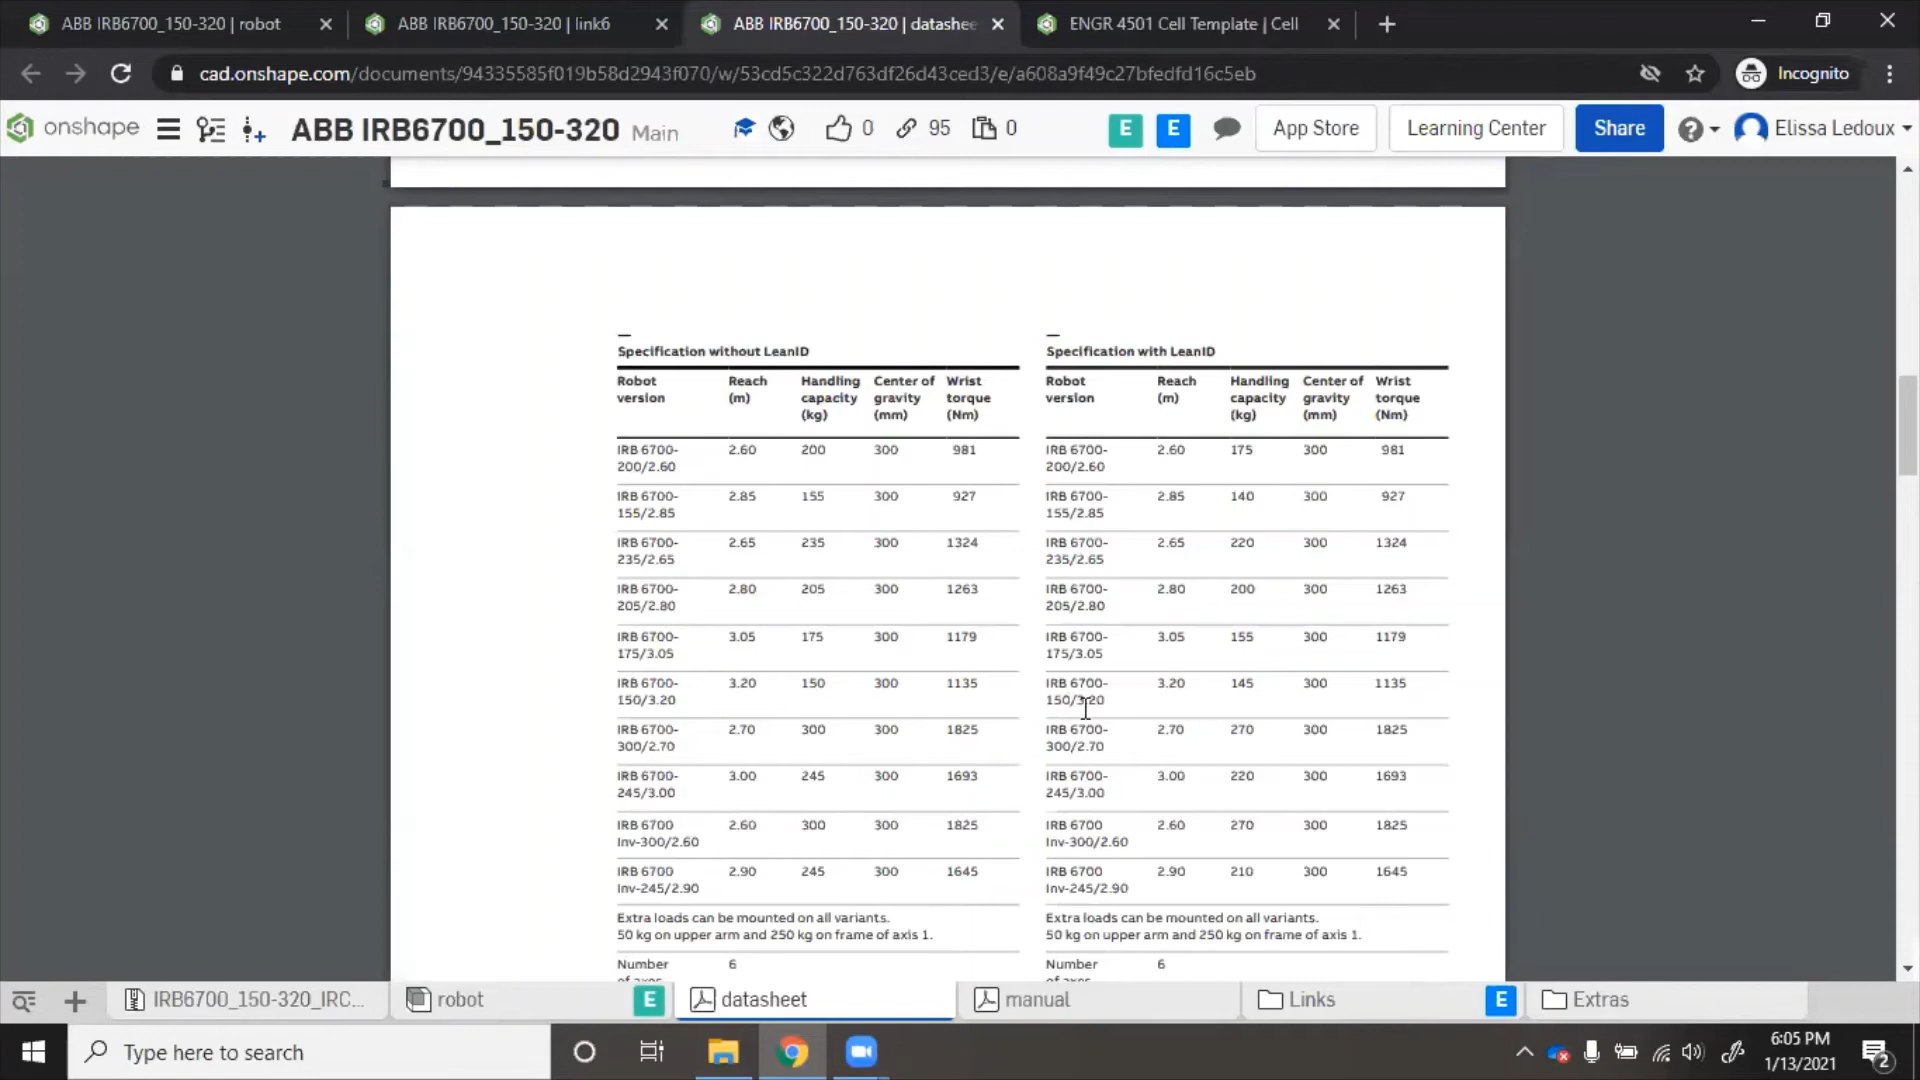 ABB IRB6700_150-320 | robot
ABB IRB6700_150-320 | link6
ABB IRB6700_150-320 | datashee
ENGR 4501 Cell Template | Cell
cad.onshape.com/documents/94335585f019b58d2943f070/w/53cd5c322d763df26d43ced3/e/a608a9f49c27bfedfd16c5eb
Incognito
onshape
ABB IRB6700_150-320 Main
0
95
0
E
E
App Store
Learning Center
Share
Elissa Ledoux
Specification without LeanID
Robot version Reach (m) Handling capacity (kg) Center of gravity (mm) Wrist torque (Nm)
IRB 6700-200/2.60 2.60 200 300 981
IRB 6700-155/2.85 2.85 155 300 927
IRB 6700-235/2.65 2.65 235 300 1324
IRB 6700-205/2.80 2.80 205 300 1263
IRB 6700-175/3.05 3.05 175 300 1179
IRB 6700-150/3.20 3.20 150 300 1135
IRB 6700-300/2.70 2.70 300 300 1825
IRB 6700-245/3.00 3.00 245 300 1693
IRB 6700 Inv-300/2.60 2.60 300 300 1825
IRB 6700 Inv-245/2.90 2.90 245 300 1645
Extra loads can be mounted on all variants.
50 kg on upper arm and 250 kg on frame of axis 1.
Number of axes 6
Specification with LeanID
Robot version Reach (m) Handling capacity (kg) Center of gravity (mm) Wrist torque (Nm)
IRB 6700-200/2.60 2.60 175 300 981
IRB 6700-155/2.85 2.85 140 300 927
IRB 6700-235/2.65 2.65 220 300 1324
IRB 6700-205/2.80 2.80 200 300 1263
IRB 6700-175/3.05 3.05 155 300 1179
IRB 6700-150/3.20 3.20 145 300 1135
IRB 6700-300/2.70 2.70 270 300 1825
IRB 6700-245/3.00 3.00 220 300 1693
IRB 6700 Inv-300/2.60 2.60 270 300 1825
IRB 6700 Inv-245/2.90 2.90 210 300 1645
Extra loads can be mounted on all variants.
50 kg on upper arm and 250 kg on frame of axis 1.
Number of axes 6
IRB6700_150-320_IRC...
robot
E
datasheet
manual
Links
E
Extras
Type here to search
6:05 PM
1/13/2021
2